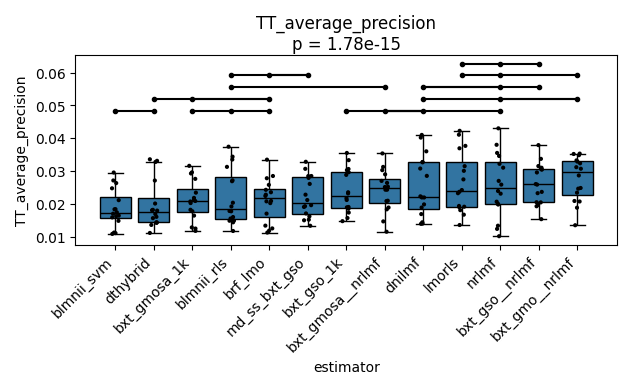 TT_average_precision
p = 1.78e-15
TT_average_precision
0.06
0.05
0.04
0.03
0.02
0.01
blmnii_svm
dthybrid
bxt_gmosa_1k
blmnii_rls
brf_lmo
md_ss_bxt_gso
bxt_gso_1k
bxt_gmosa__nrlmf
dnilmf
lmorls
nrlmf
bxt_gso__nrlmf
bxt_gmo__nrlmf
estimator